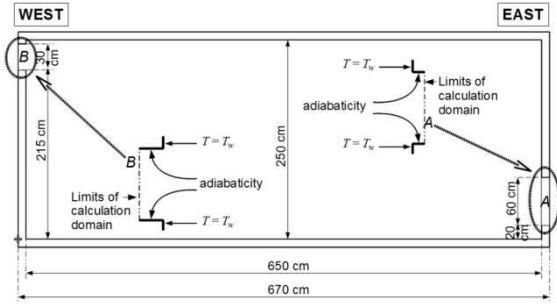 WEST
EAST
B
30
cm
215 cm
250 cm
T = Tw
Limits of
calculation
domain
adiabaticity
A
T = Tw
B
T = Tw
adiabaticity
Limits of
calculation
domain
T = Tw
60 cm
A
20
cm
650 cm
670 cm